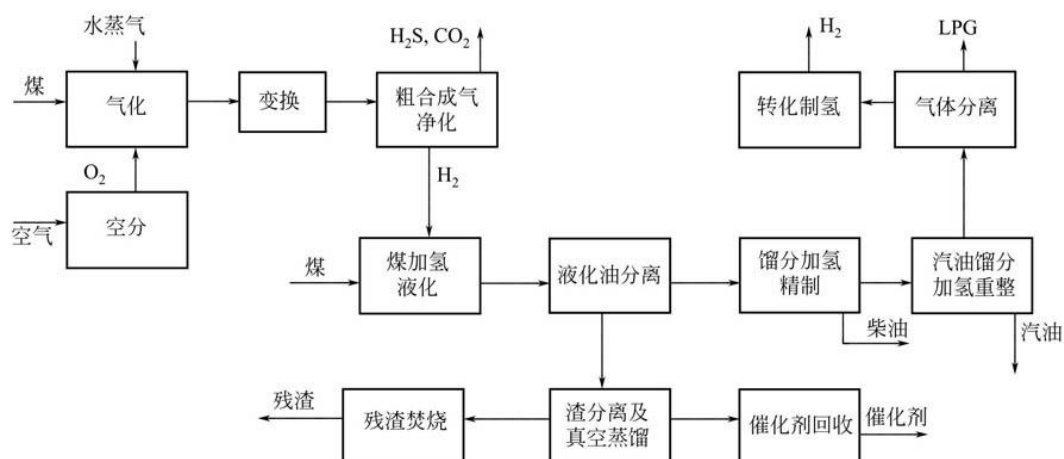 水蒸气
H₂S, CO₂
H₂
LPG
煤
气化
变换
粗合成气
净化
转化制氢
气体分离
O₂
H₂
空气
空分
煤
煤加氢
液化
液化油分离
馏分加氢
精制
汽油馏分
加氢重整
柴油
汽油
残渣
残渣焚烧
渣分离及
真空蒸馏
催化剂回收
催化剂